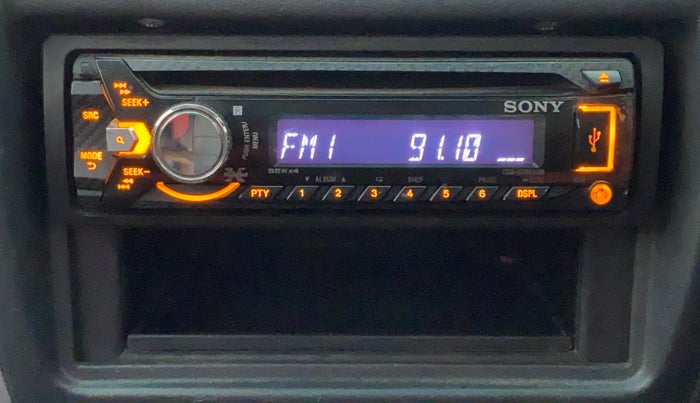 SEEK+
SRC
MODE
SEEK-
PUSH ENTER/
MENU
SONY
FM1 91.10
55Wx4
ALBUM
SHUF
PAUSE
PTY 1 2 3 4 5 6 DSPL